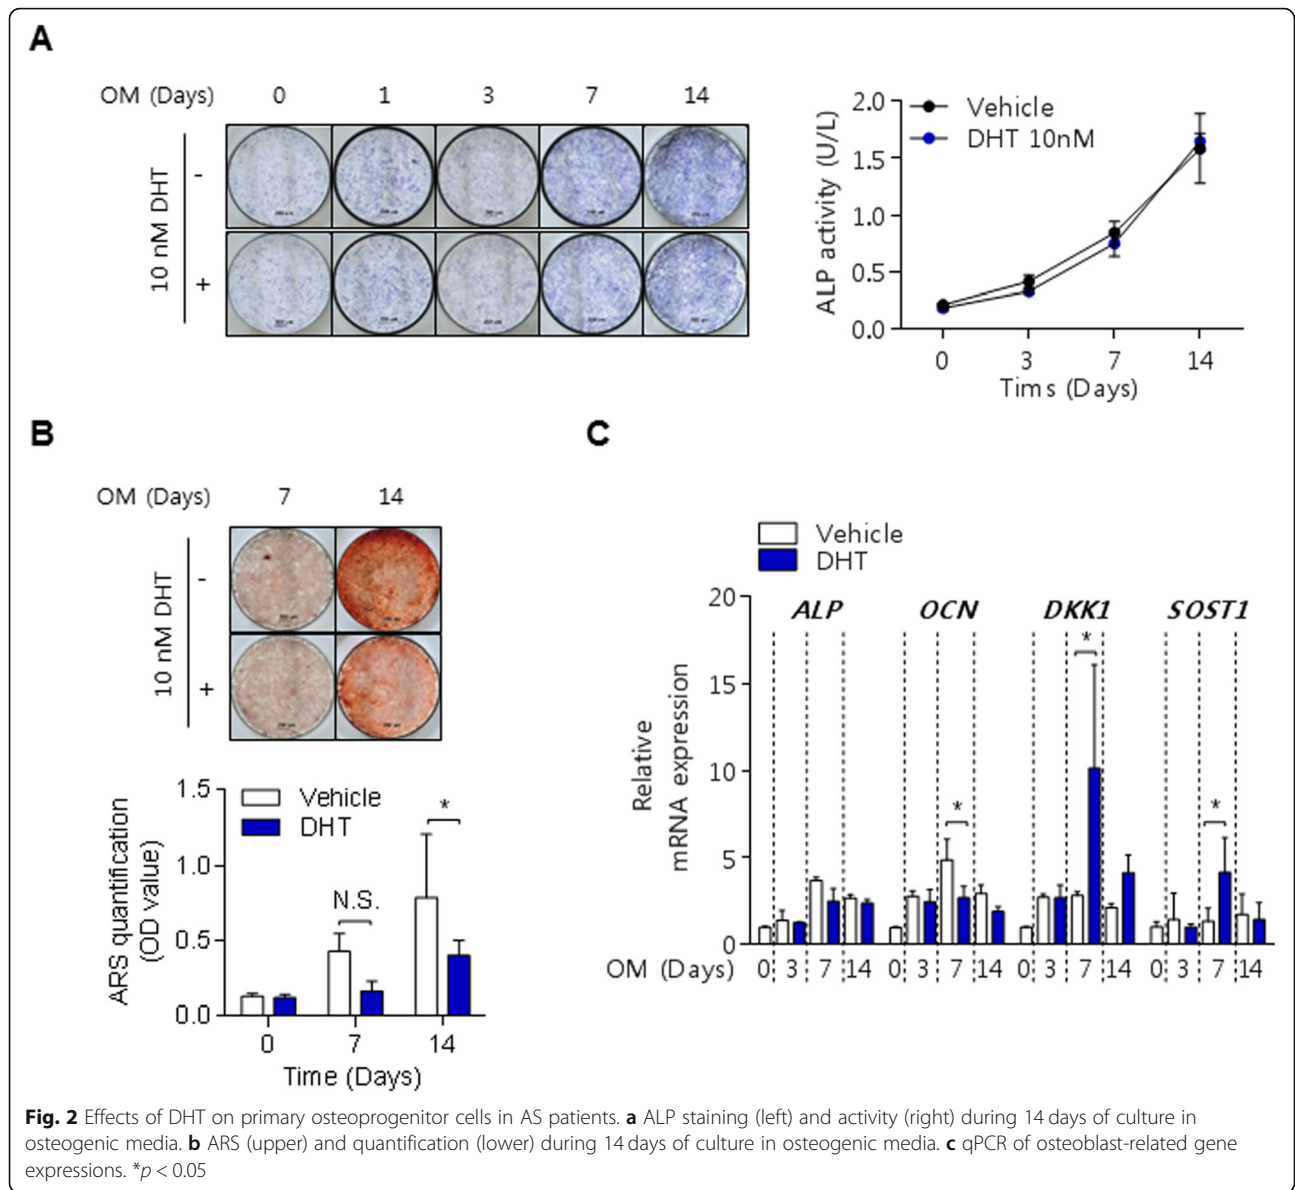 A
OM (Days) 0 1 3 7 14
10 nM DHT
-
+
Vehicle
DHT 10nM
ALP activity (U/L)
2.0
1.5
1.0
0.5
0.0
0 3 7 14
Tims (Days)
B
OM (Days) 7 14
10 nM DHT
-
+
Vehicle
DHT
ARS quantification
(OD value)
1.5
1.0
0.5
0.0
N.S.
*
0 7 14
Time (Days)
C
Vehicle
DHT
Relative
mRNA expression
20
15
10
5
0
ALP OCN DKK1 SOST1
*
*
*
OM (Days) 0 3 7 14 0 3 7 14 0 3 7 14 0 3 7 14
Fig. 2 Effects of DHT on primary osteoprogenitor cells in AS patients. a ALP staining (left) and activity (right) during 14 days of culture in
osteogenic media. b ARS (upper) and quantification (lower) during 14 days of culture in osteogenic media. c qPCR of osteoblast-related gene
expressions. *p < 0.05